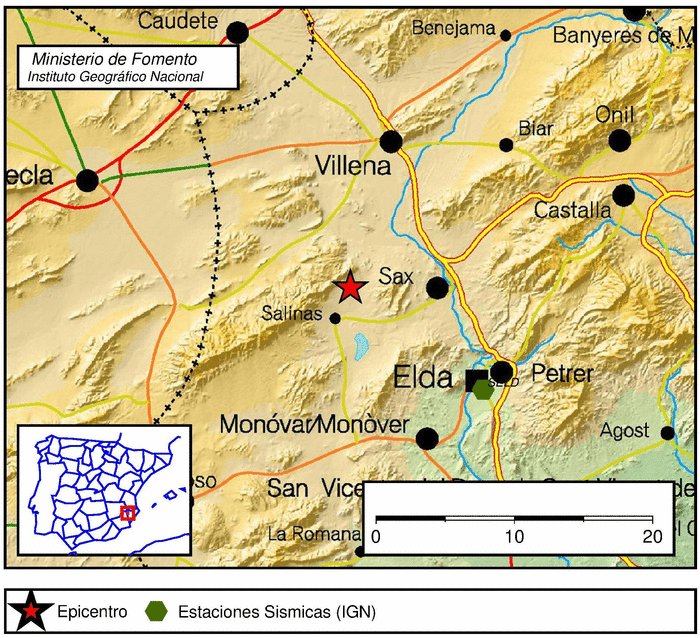 Caudete
Benejama
Banyeres de M
Ministerio de Fomento
Instituto Geográfico Nacional
Onil
Biar
Villena
ecla
Castalla
Sax
Salinas
Elda
Petrer
SELD
Monóvar/Monòver
Agost
so
San Vice
de
La Romana
0 10 20
Epicentro
Estaciones Sismicas (IGN)